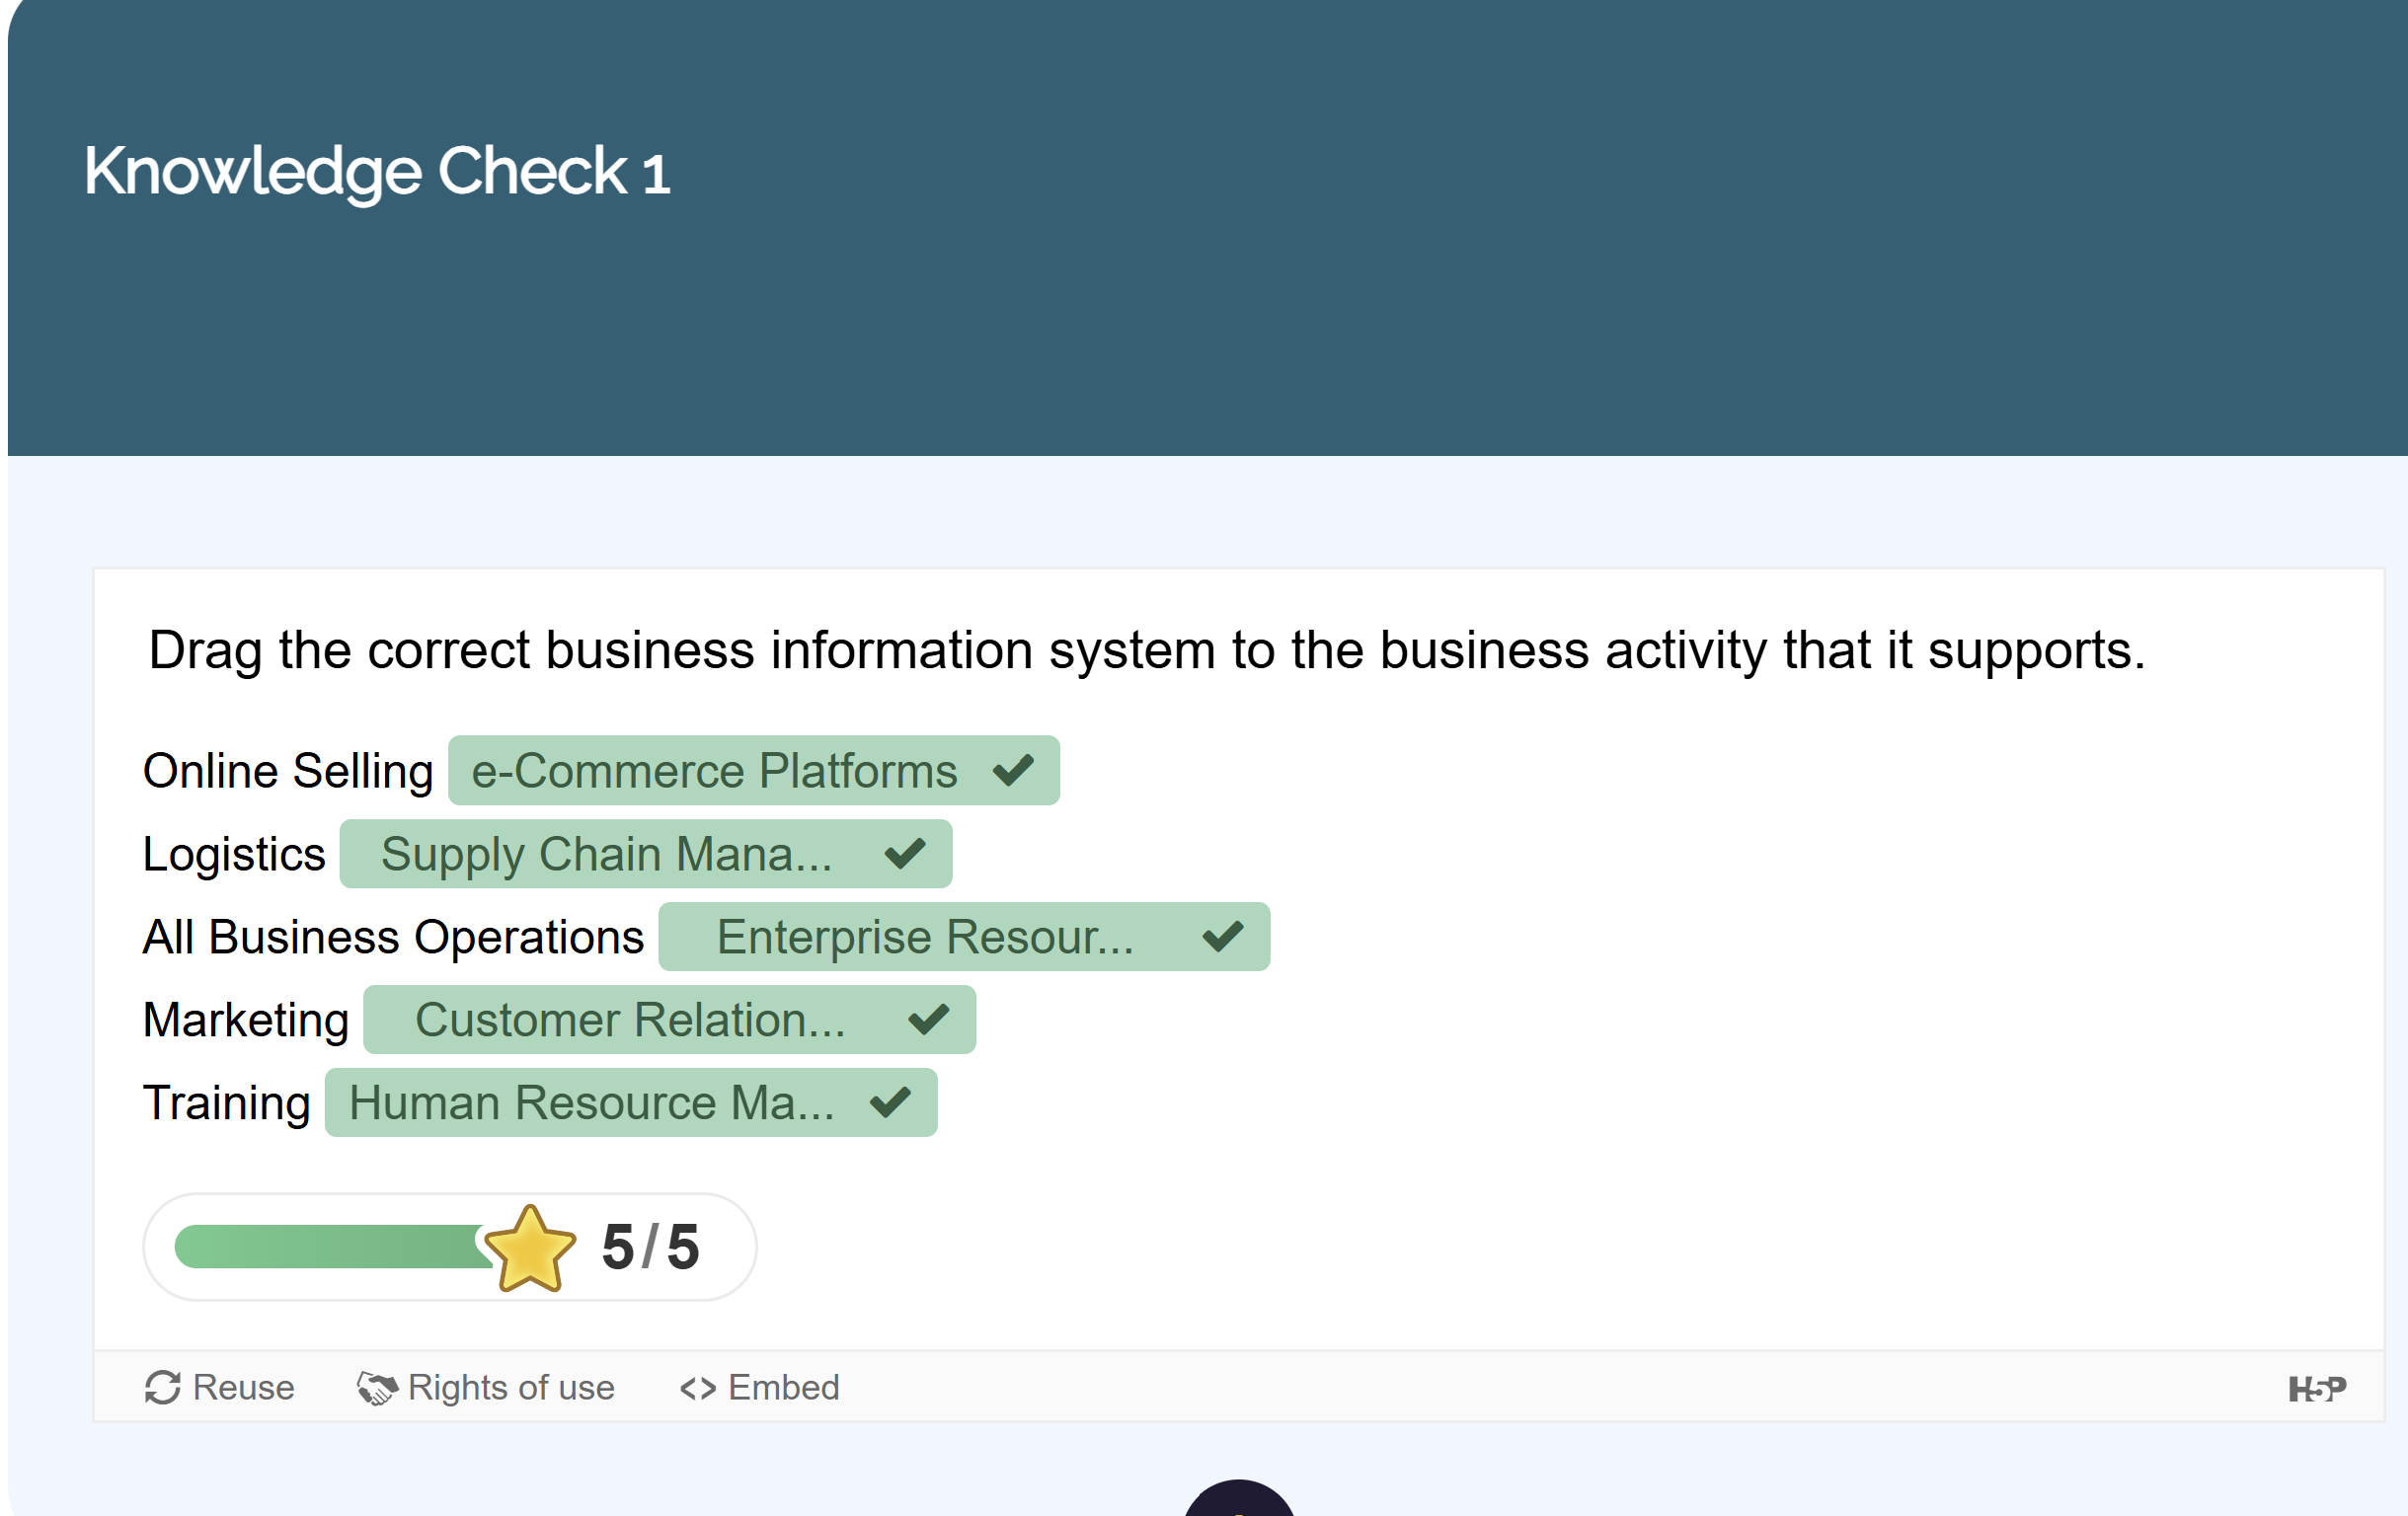 Knowledge Check 1
Drag the correct business information system to the business activity that it supports.
Online Selling e-Commerce Platforms
Logistics Supply Chain Mana...
All Business Operations Enterprise Resour...
Marketing Customer Relation...
Training Human Resource Ma...
5/5
Reuse Rights of use <> Embed H5P